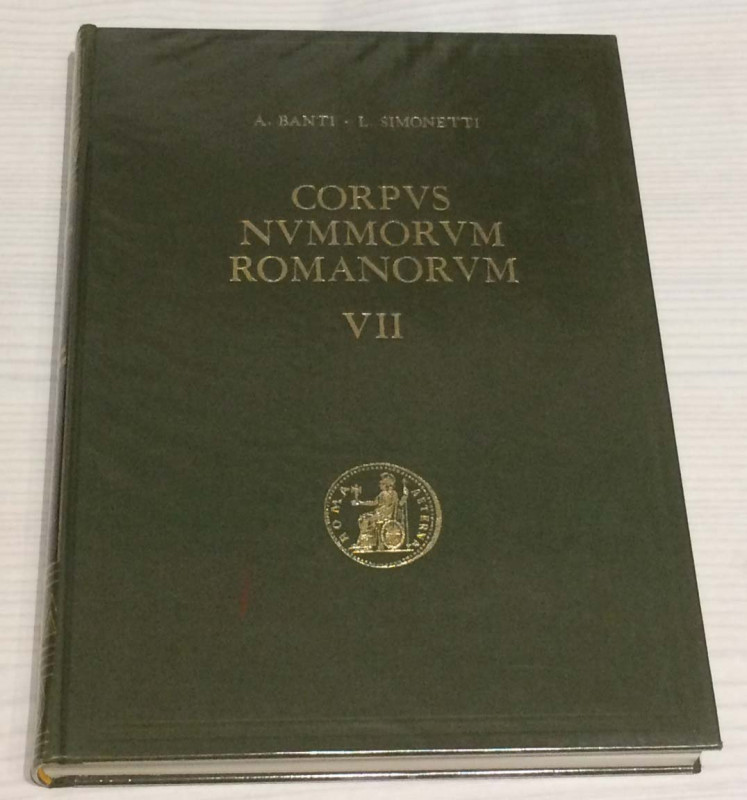 A. BANTI · L. SIMONETTI
CORPVS
NVMMORVM
ROMANORVM
VII
ROMA AETERNA